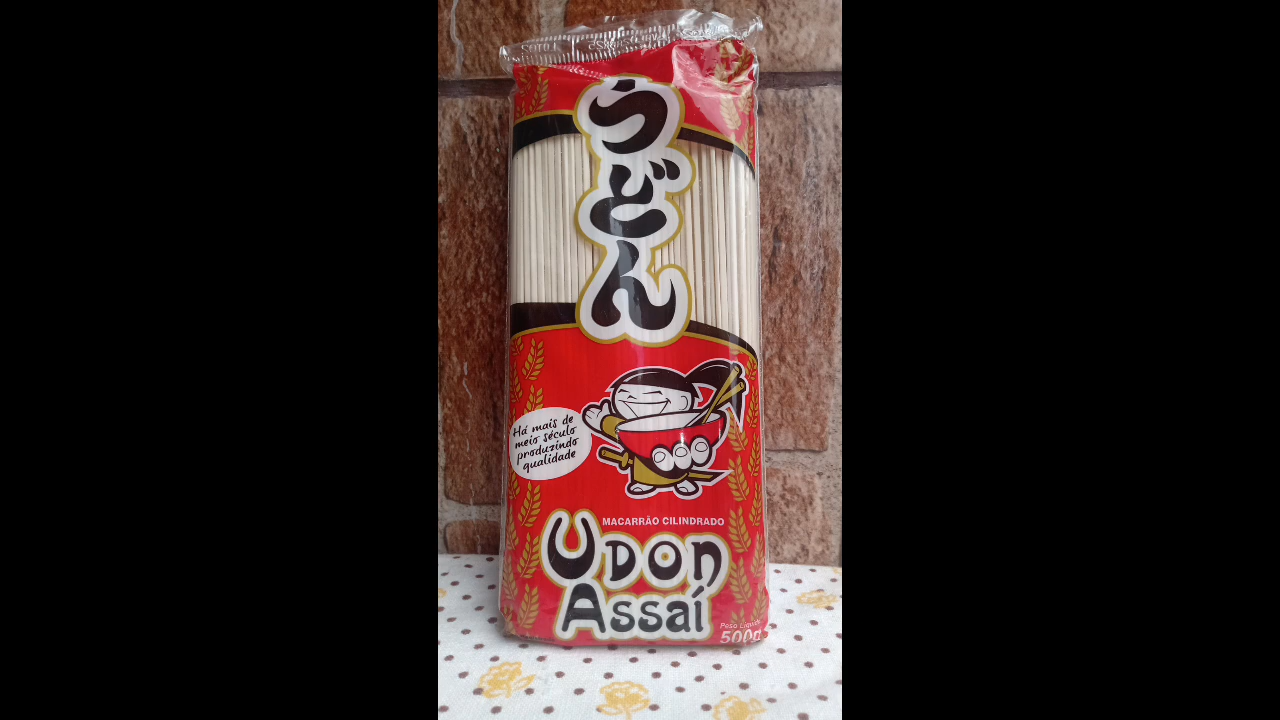 うどん
Há mais de
meio século
produzindo
qualidade
MACARRÃO CILINDRADO
UDON
Assaí
Peso Líquido
500g